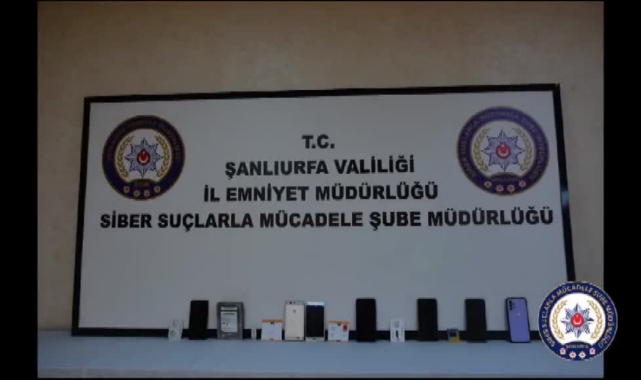 T.C.
ŞANLIURFA VALİLİĞİ
İL EMNİYET MÜDÜRLÜĞÜ
SİBER SUÇLARLA MÜCADELE ŞUBE MÜDÜRLÜĞÜ